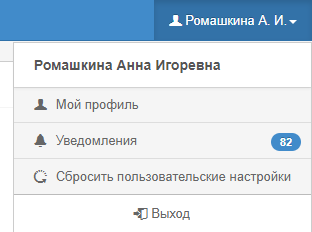 Ромашкина А. И.
Ромашкина Анна Игоревна
Мой профиль
Уведомления 82
Сбросить пользовательские настройки
Выход